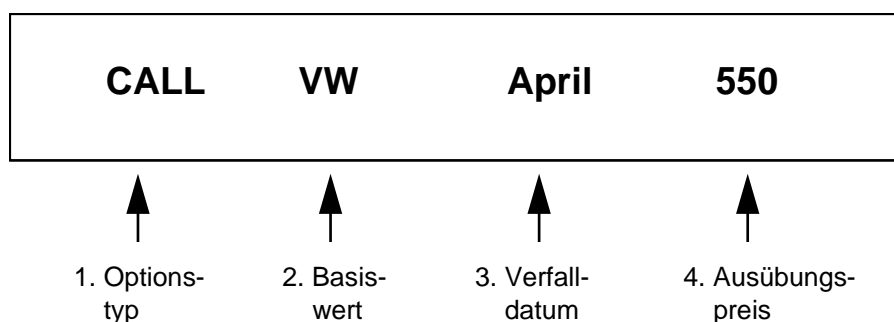 CALL VW April 550
1. Options- 2. Basis- 3. Verfall- 4. Ausübungs-
typ wert datum preis